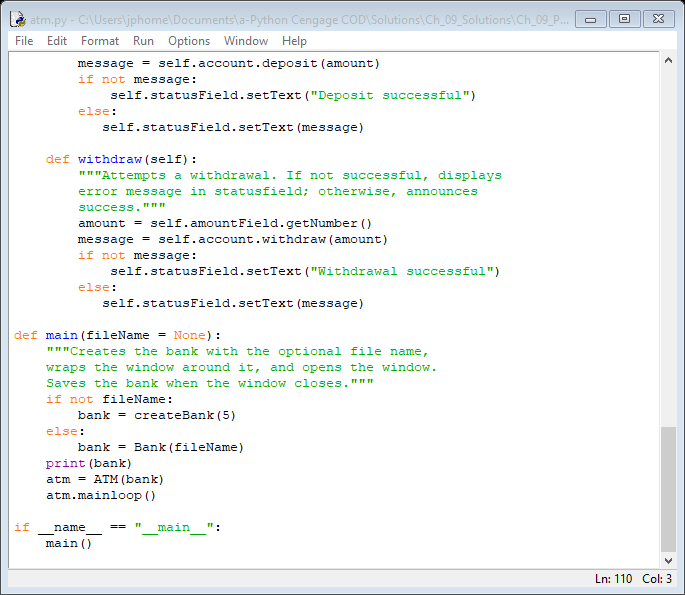 atm.py - C:\Users\jphome\Documents\a-Python Cengage COD\Solutions\Ch_09_Solutions\Ch_09_P...
File Edit Format Run Options Window Help
        message = self.account.deposit(amount)
        if not message:
            self.statusField.setText("Deposit successful")
        else:
           self.statusField.setText(message)

    def withdraw(self):
        """Attempts a withdrawal. If not successful, displays
        error message in statusfield; otherwise, announces
        success."""
        amount = self.amountField.getNumber()
        message = self.account.withdraw(amount)
        if not message:
            self.statusField.setText("Withdrawal successful")
        else:
           self.statusField.setText(message)

def main(fileName = None):
    """Creates the bank with the optional file name,
    wraps the window around it, and opens the window.
    Saves the bank when the window closes."""
    if not fileName:
        bank = createBank(5)
    else:
        bank = Bank(fileName)
    print(bank)
    atm = ATM(bank)
    atm.mainloop()

if __name__ == "__main__":
    main()
Ln: 110 Col: 3